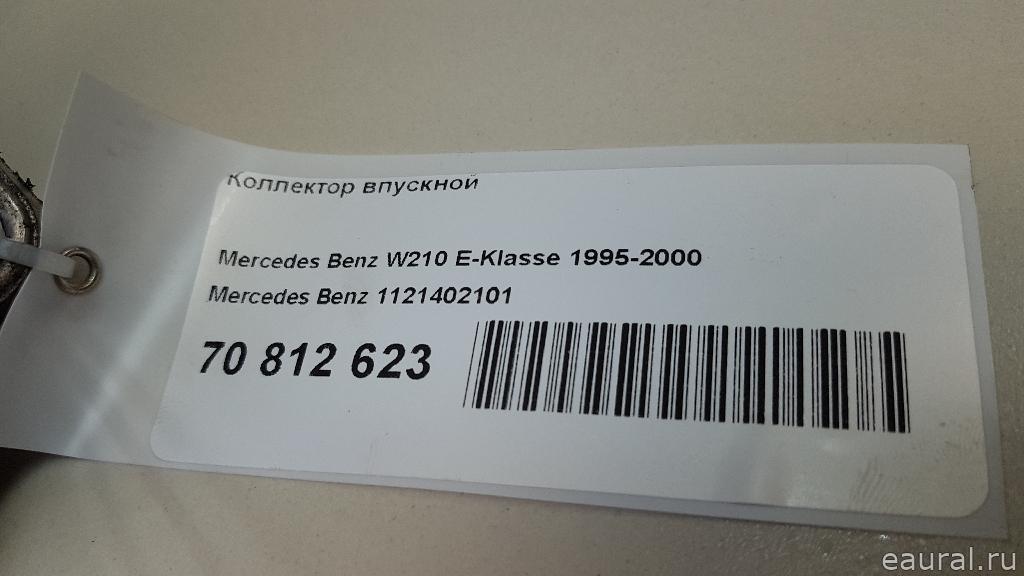 Коллектор впускной
Mercedes Benz W210 E-Klasse 1995-2000
Mercedes Benz 1121402101
70 812 623
eaural.ru